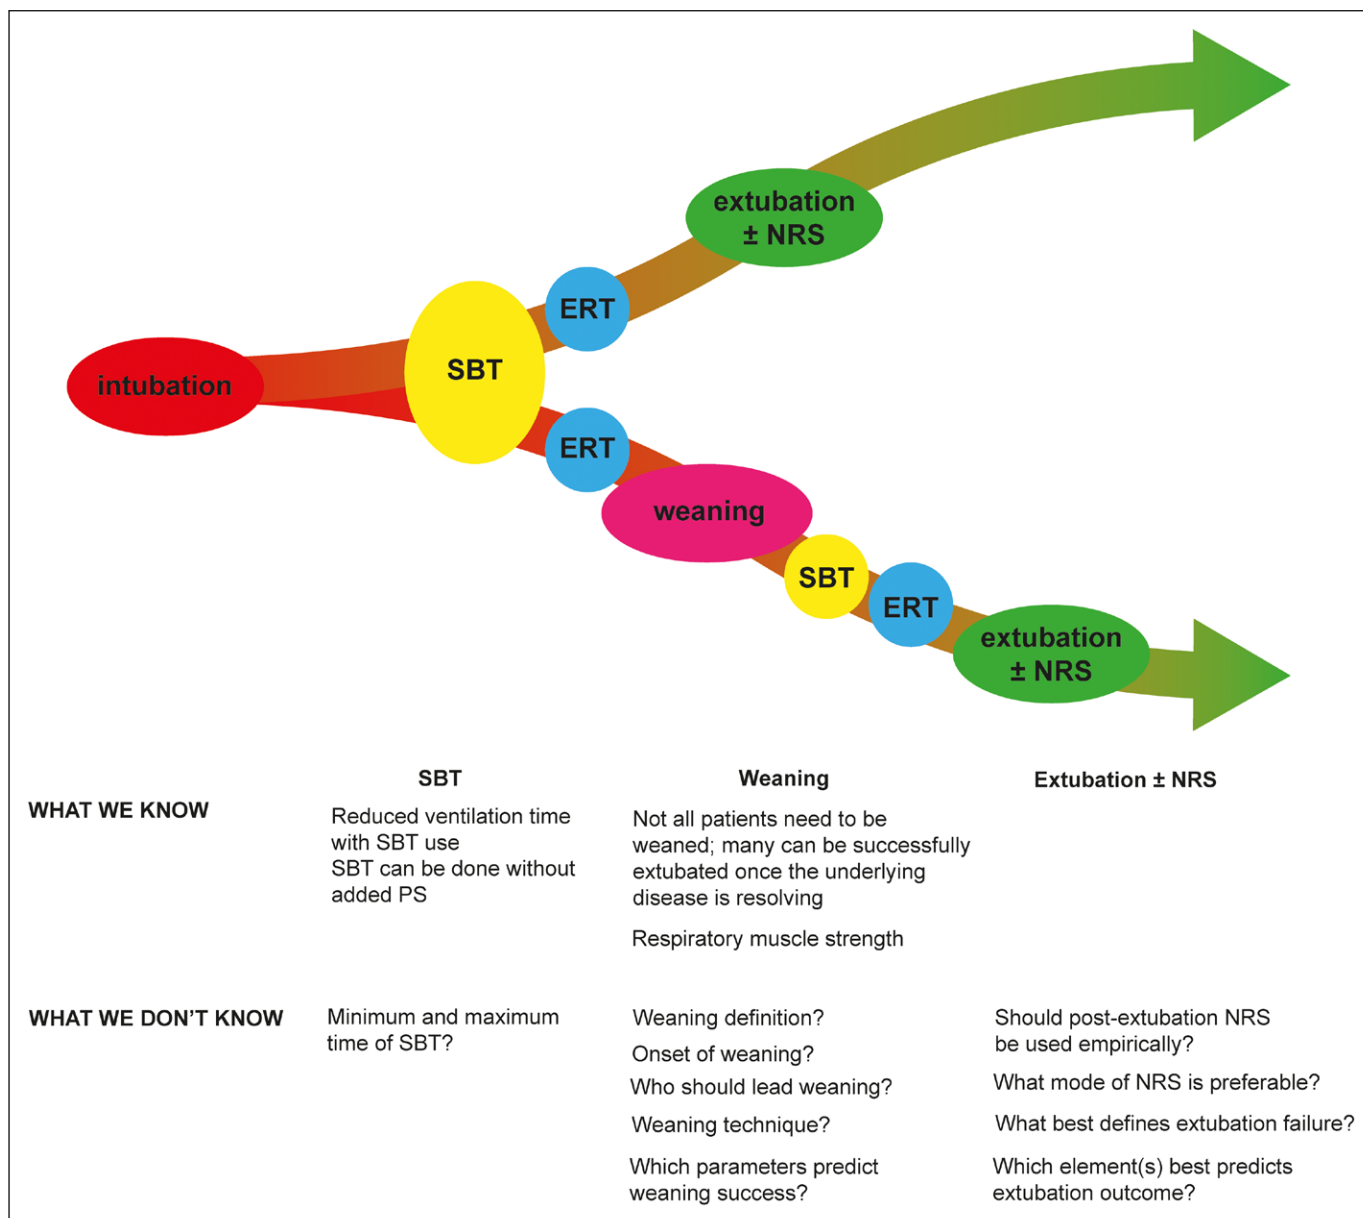 extubation
± NRS
ERT
intubation
SBT
ERT
weaning
SBT
ERT
extubation
± NRS
SBT
Weaning
Extubation ± NRS
WHAT WE KNOW
Reduced ventilation time
with SBT use
SBT can be done without
added PS
Not all patients need to be
weaned; many can be successfully
extubated once the underlying
disease is resolving
Respiratory muscle strength
WHAT WE DON'T KNOW
Minimum and maximum
time of SBT?
Weaning definition?
Onset of weaning?
Who should lead weaning?
Weaning technique?
Which parameters predict
weaning success?
Should post-extubation NRS
be used empirically?
What mode of NRS is preferable?
What best defines extubation failure?
Which element(s) best predicts
extubation outcome?